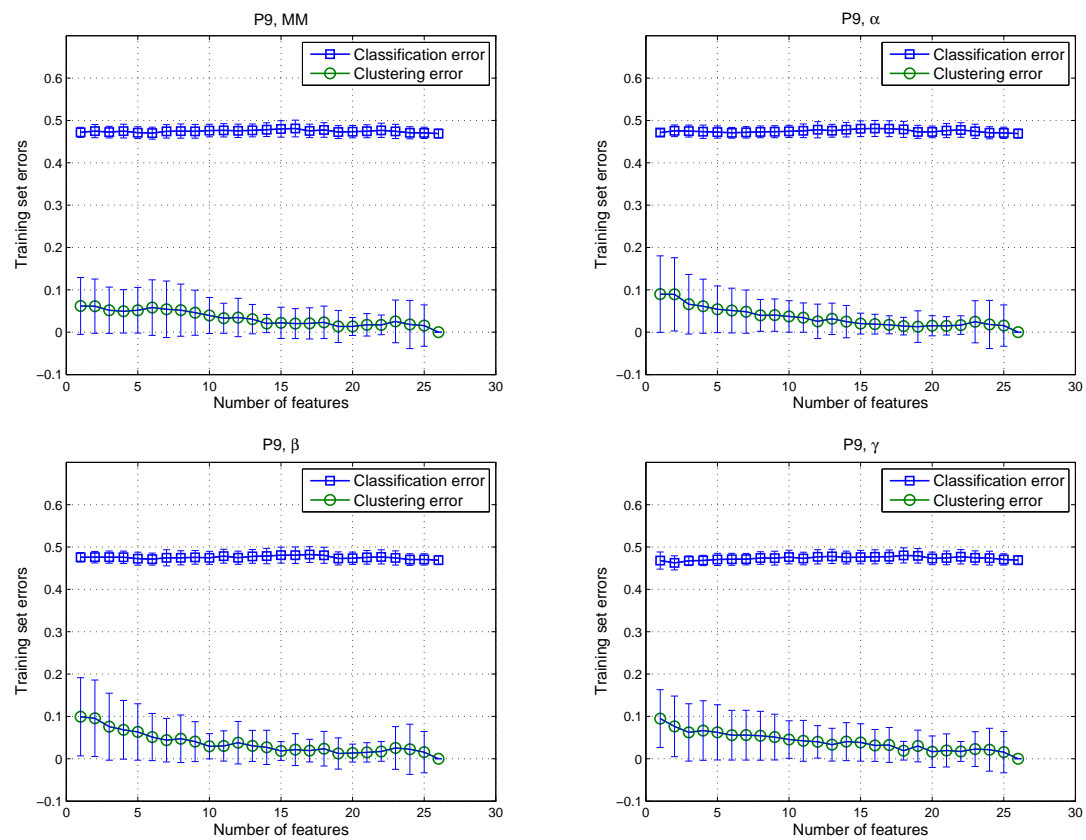 P9, MM
Classification error
Clustering error
0.6
0.5
0.4
0.3
0.2
0.1
0
−0.1
Training set errors
0 5 10 15 20 25 30
Number of features
P9, α
Classification error
Clustering error
0.6
0.5
0.4
0.3
0.2
0.1
0
−0.1
Training set errors
0 5 10 15 20 25 30
Number of features
P9, β
Classification error
Clustering error
0.6
0.5
0.4
0.3
0.2
0.1
0
−0.1
Training set errors
0 5 10 15 20 25 30
Number of features
P9, γ
Classification error
Clustering error
0.6
0.5
0.4
0.3
0.2
0.1
0
−0.1
Training set errors
0 5 10 15 20 25 30
Number of features